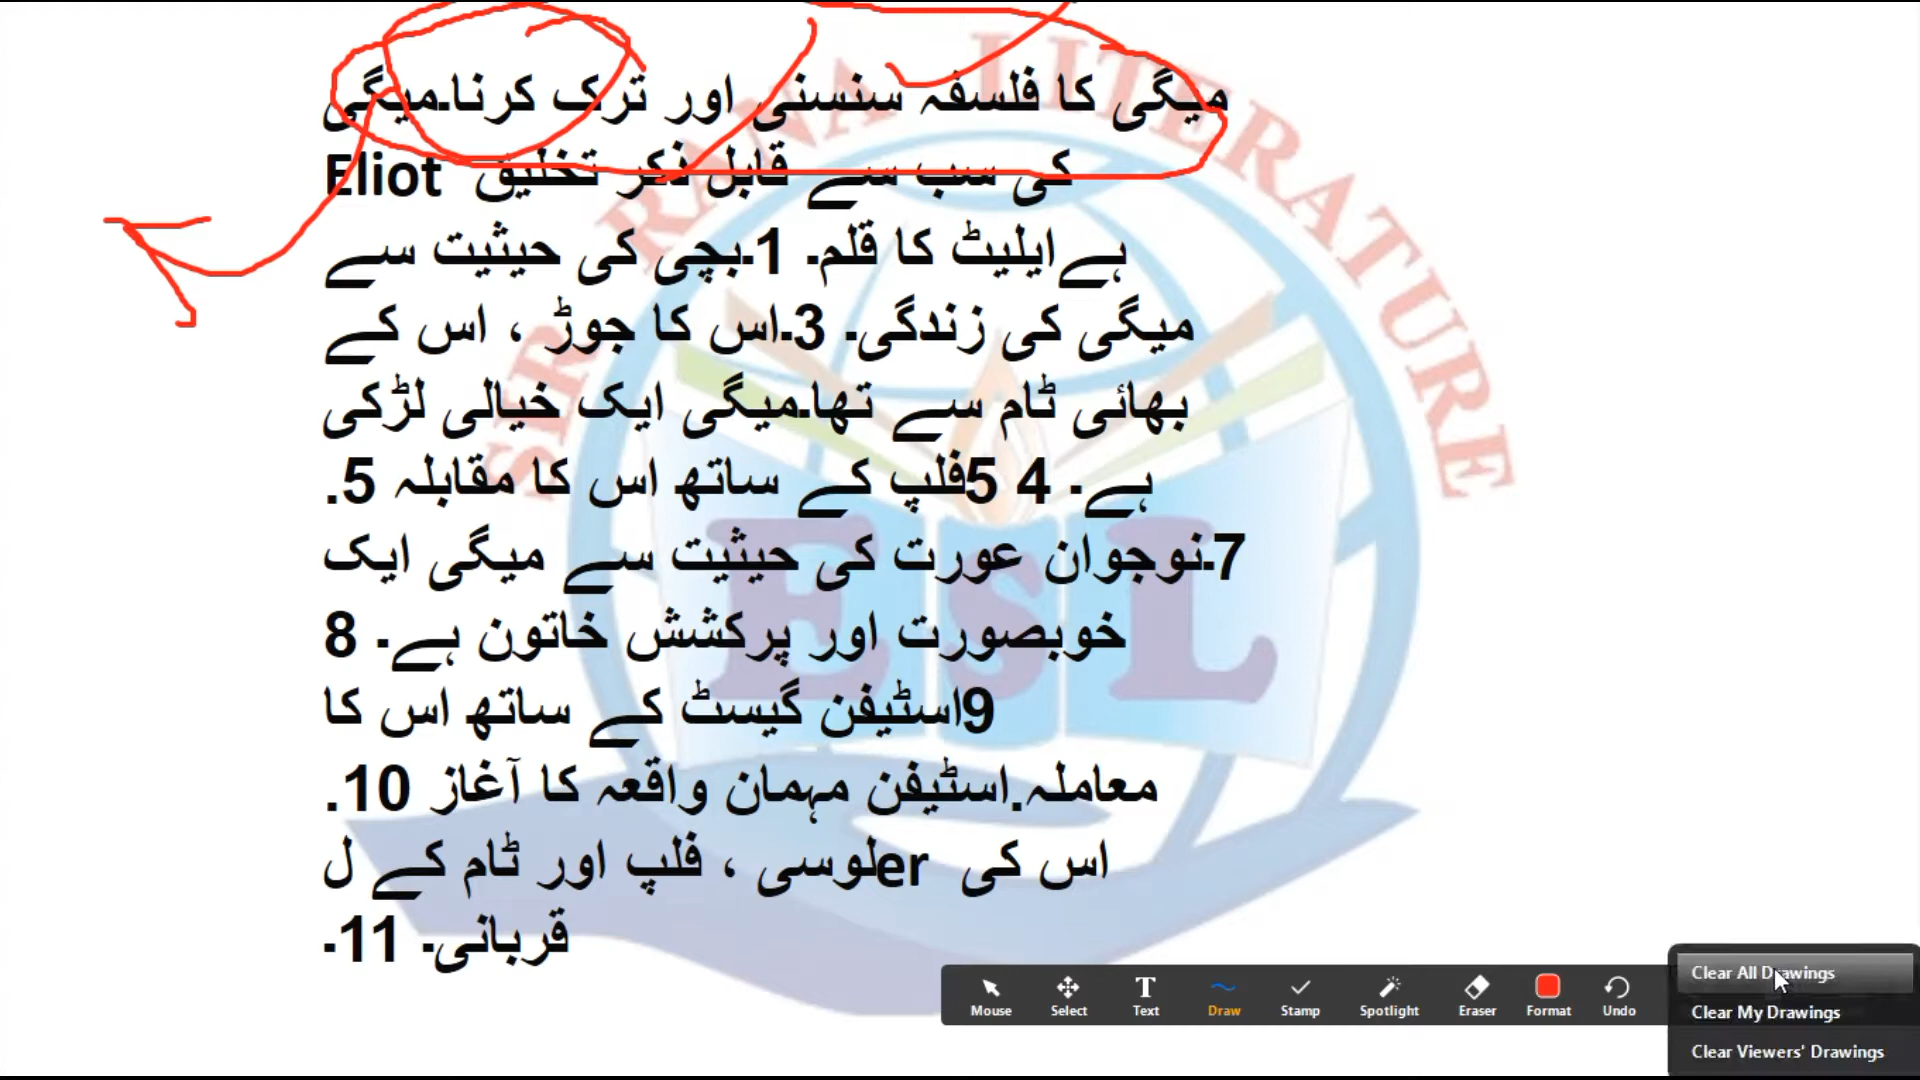 میگی کا فلسفہ سنسنی اور ترک کرنا۔میگی
کی سب سے قابل ذکر تخلیق Eliot
ہےایلیٹ کا قلم۔ 1۔بچی کی حیثیت سے
میگی کی زندگی۔ 3۔اس کا جوڑ ، اس کے
بھائی ٹام سے تھا۔میگی ایک خیالی لڑکی
ہے۔ 4 5فلپ کے ساتھ اس کا مقابلہ 5.
7۔نوجوان عورت کی حیثیت سے میگی ایک
خوبصورت اور پرکشش خاتون ہے۔ 8
9اسٹیفن گیسٹ کے ساتھ اس کا
معاملہ.اسٹیفن مہمان واقعہ کا آغاز 10.
اس کی erلوسی ، فلپ اور ٹام کے ل
قربانی۔ 11۔
SIR RANA LITERATURE
EsL
Mouse
Select
Text
Draw
Stamp
Spotlight
Eraser
Format
Undo
Clear All Drawings
Clear My Drawings
Clear Viewers' Drawings